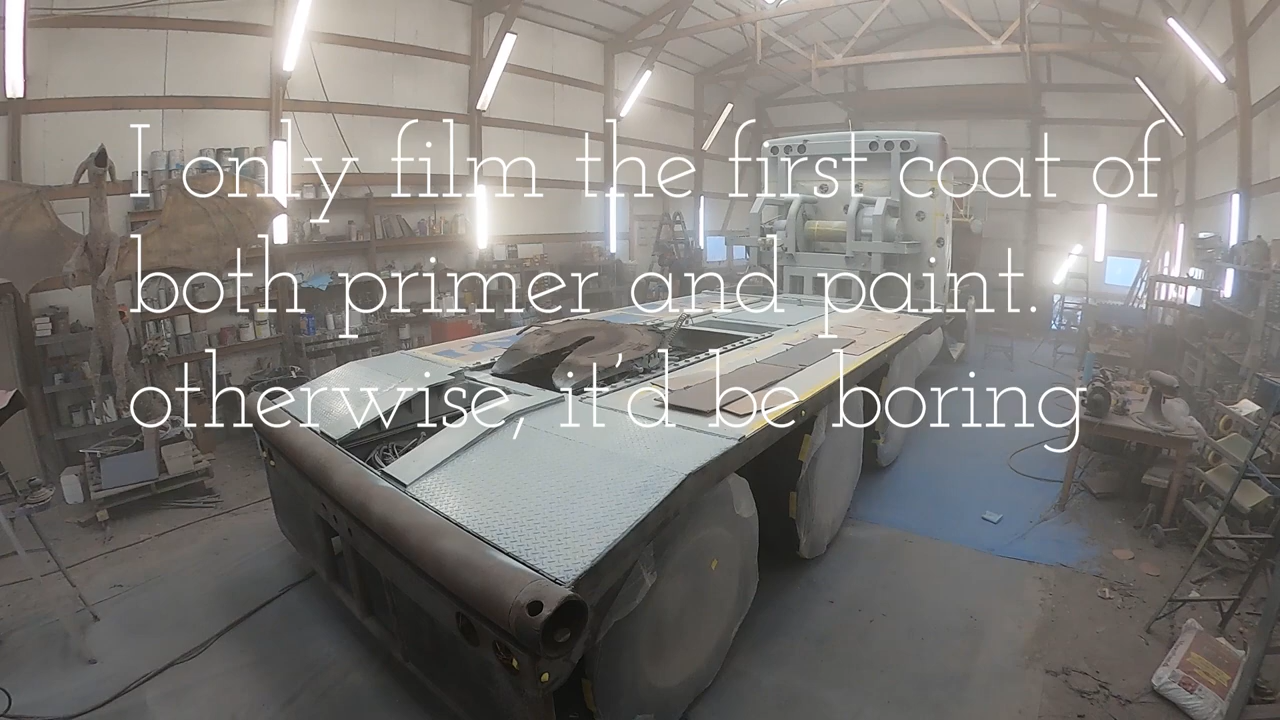 I only film the first coat of
both primer and paint.
otherwise, it'd be boring